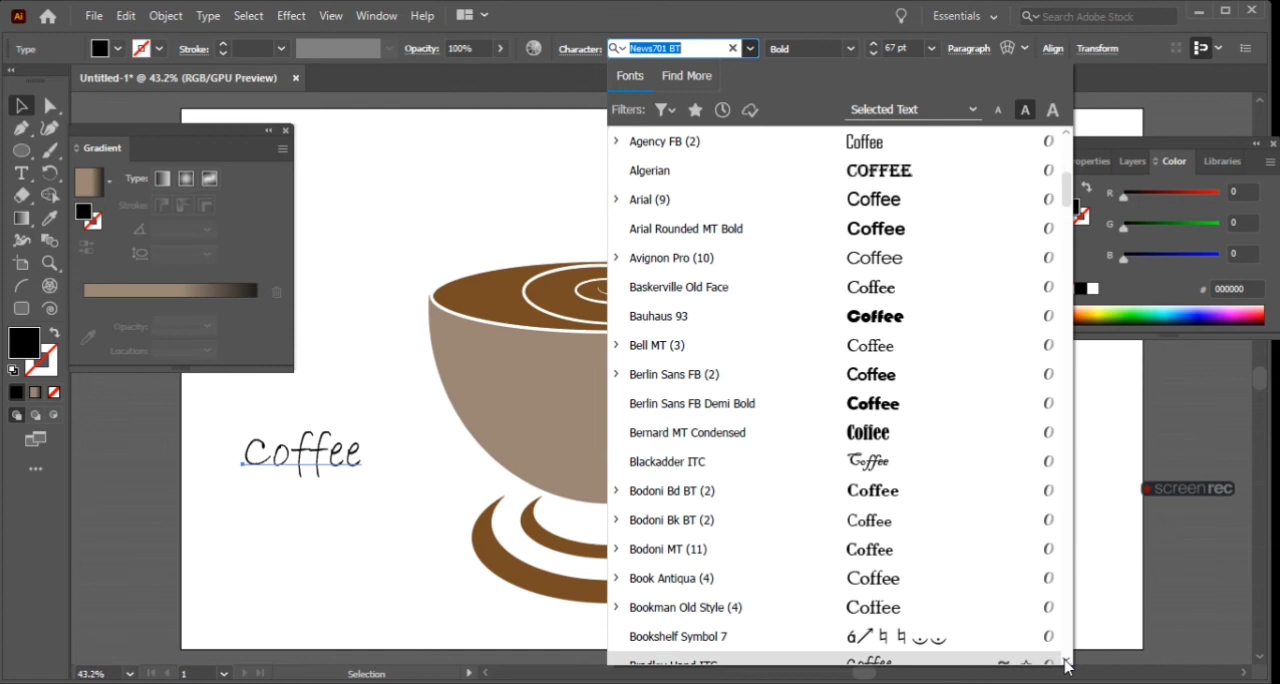 Ai File Edit Object Type Select Effect View Window Help Essentials Search Adobe Stock
Type Stroke: Opacity: 100% Character: News701 BT Bold 67 pt Paragraph Align Transform
Untitled-1* @ 43.2% (RGB/GPU Preview)
Fonts Find More
Filters: Selected Text A A A
Gradient
Type:
Stroke:
Opacity:
Location:
Agency FB (2) Coffee
Algerian COFFEE
Arial (9) Coffee
Arial Rounded MT Bold Coffee
Avignon Pro (10) Coffee
Baskerville Old Face Coffee
Bauhaus 93 Coffee
Bell MT (3) Coffee
Berlin Sans FB (2) Coffee
Berlin Sans FB Demi Bold Coffee
Bernard MT Condensed Coffee
Blackadder ITC Coffee
Bodoni Bd BT (2) Coffee
Bodoni Bk BT (2) Coffee
Bodoni MT (11) Coffee
Book Antiqua (4) Coffee
Bookman Old Style (4) Coffee
Bookshelf Symbol 7
Bradley Hand ITC Coffee
roperties Layers Color Libraries
R 0
G 0
B 0
# 000000
Coffee
screenrec
43.2% 1 Selection